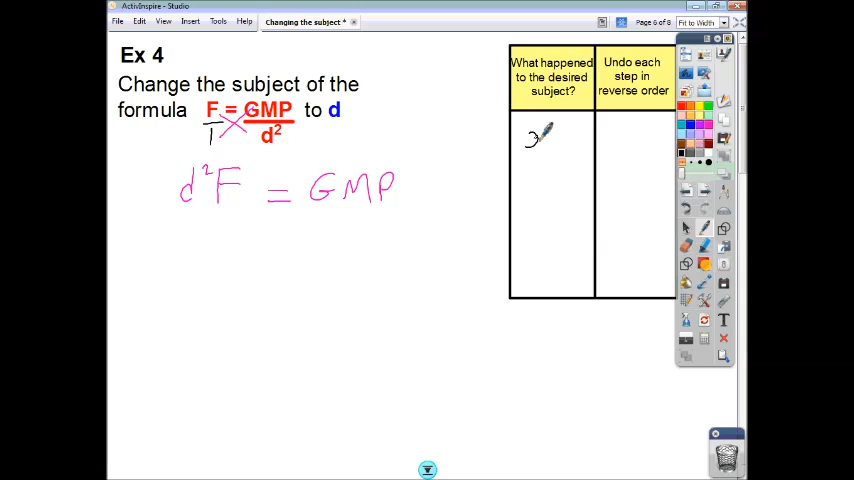 ActivInspire - Studio
File Edit View Insert Tools Help
Changing the subject *
Page 6 of 8
Fit to Width
Ex 4
Change the subject of the
formula F = GMP to d
1
d²
d²F = GMP
What happened
to the desired
subject?
Undo each
step in
reverse order